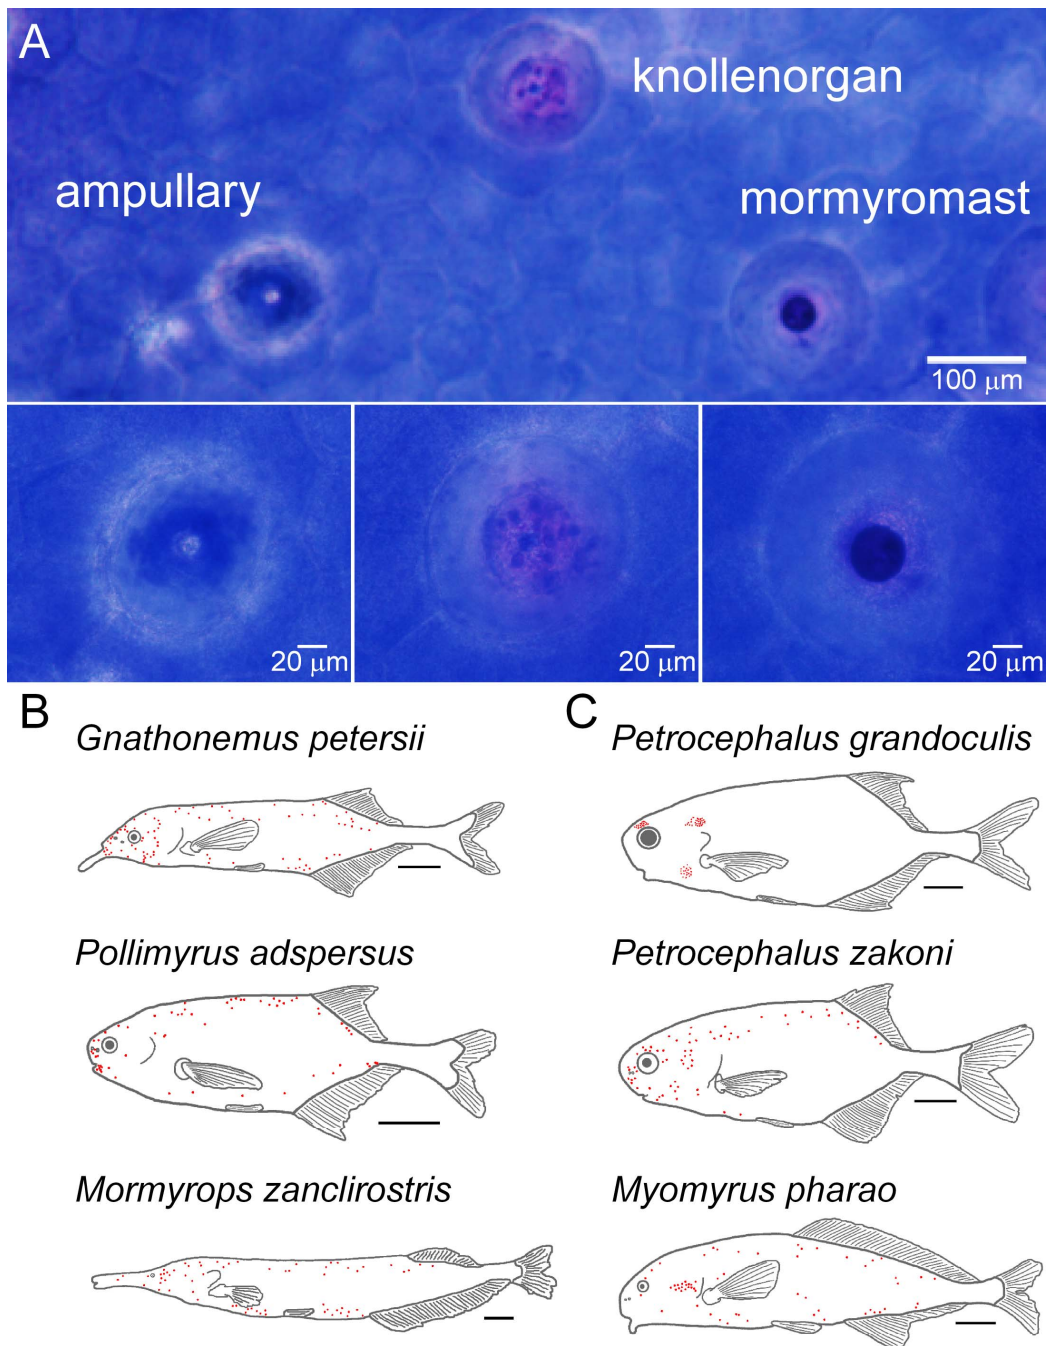 A
knollenorgan
ampullary
mormyromast
100 μm
20 μm
20 μm
20 μm
B
Gnathonemus petersii
Pollimyrus adspersus
Mormyrops zanclirostris
C
Petrocephalus grandoculis
Petrocephalus zakoni
Myomyrus pharao